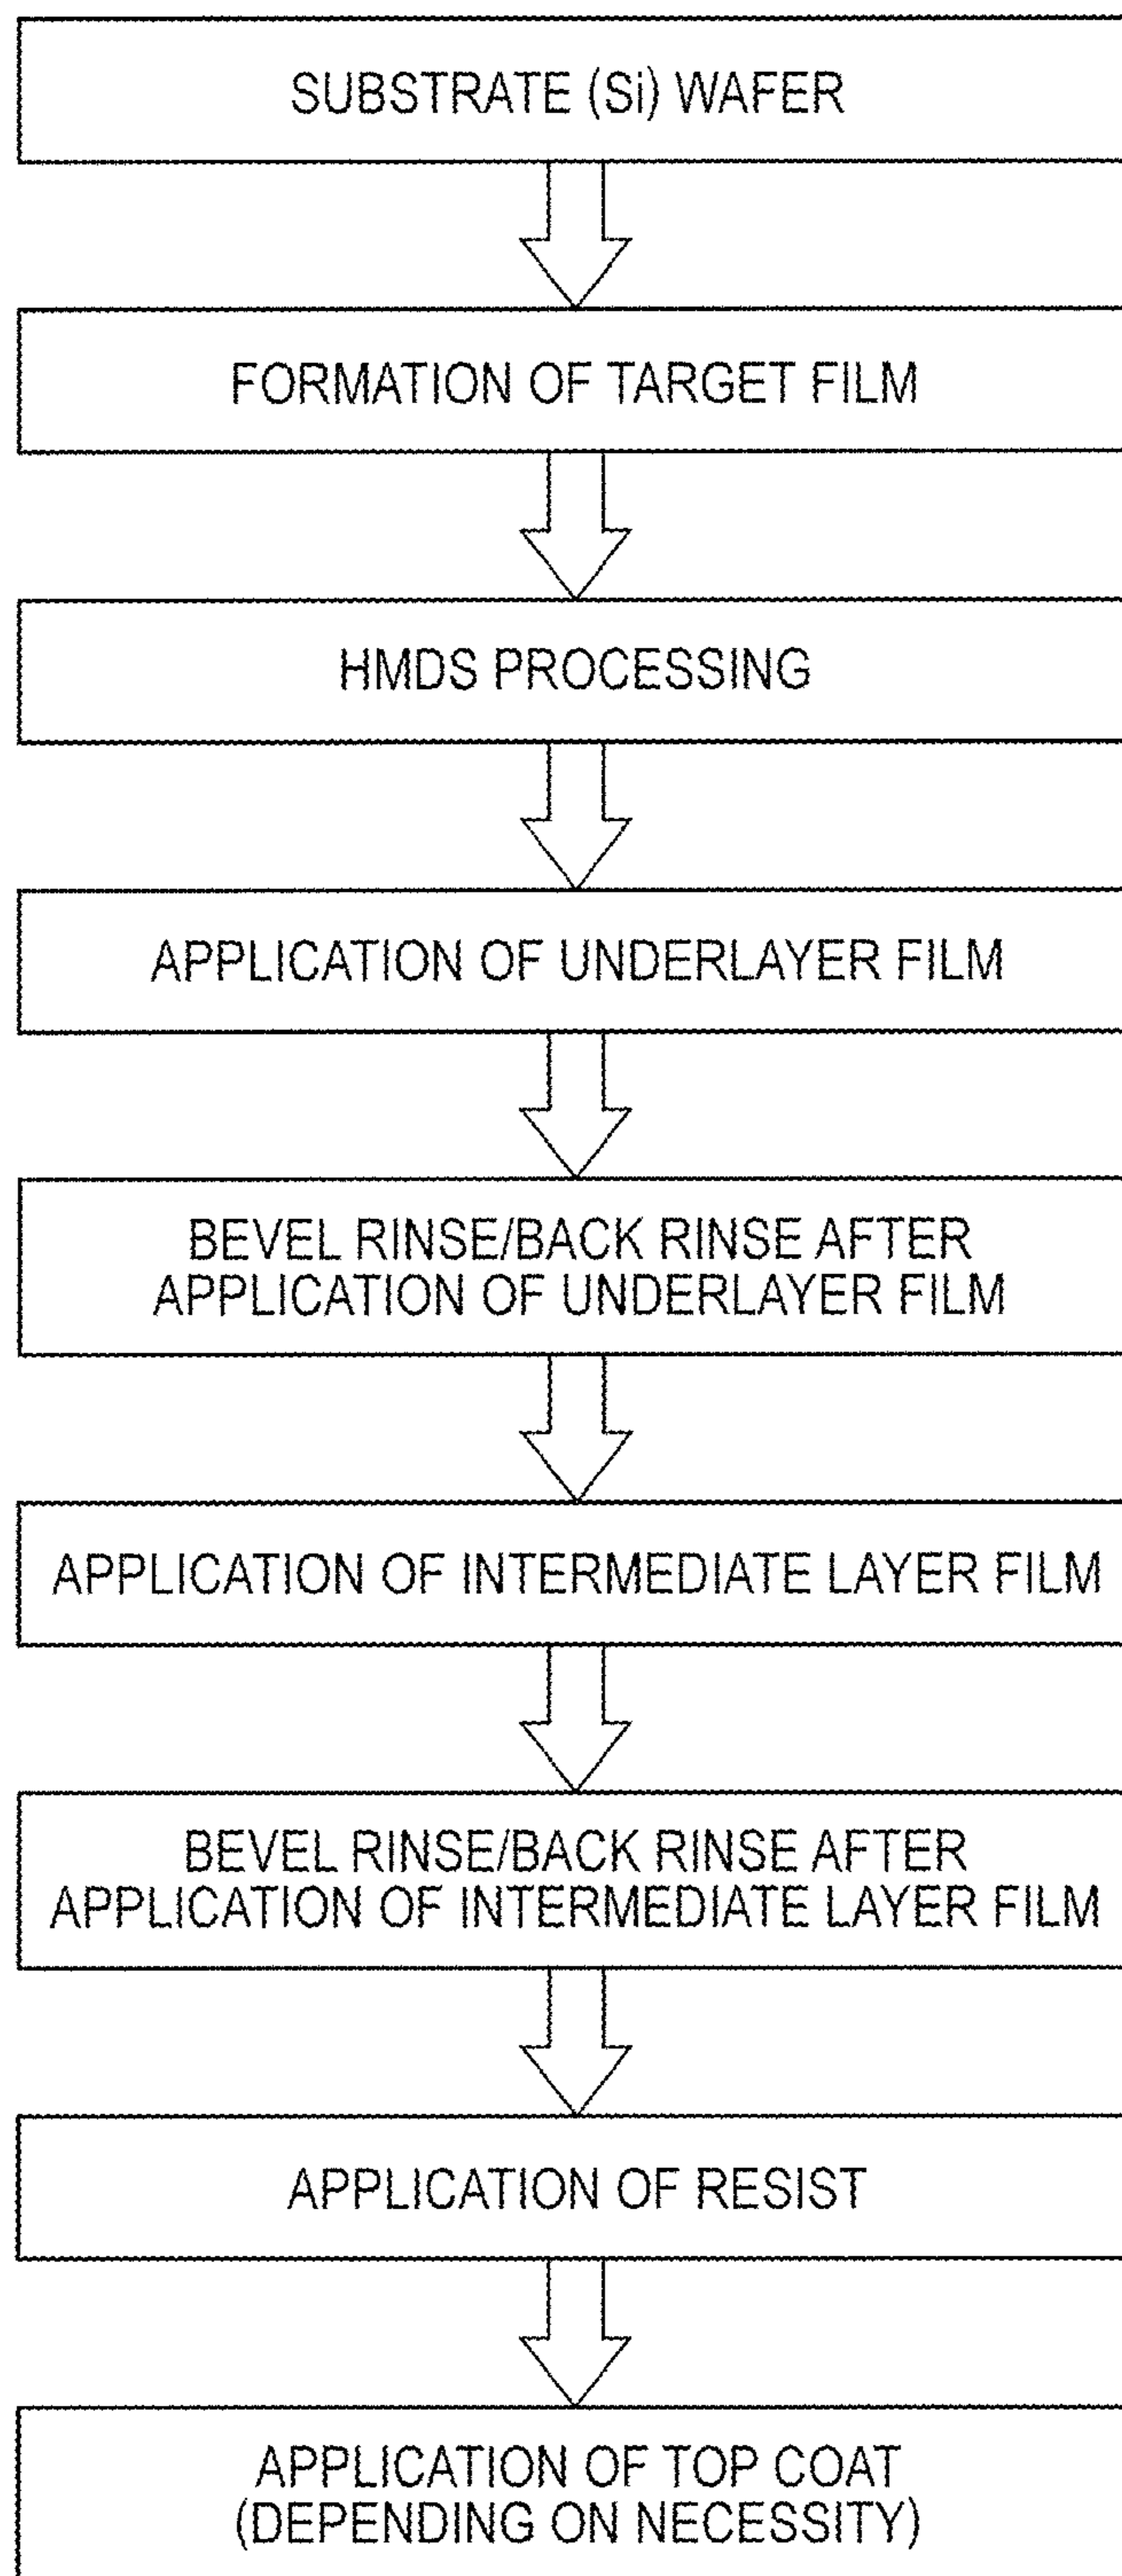 SUBSTRATE (Si) WAFER
FORMATION OF TARGET FILM
HMDS PROCESSING
APPLICATION OF UNDERLAYER FILM
BEVEL RINSE/BACK RINSE AFTER
APPLICATION OF UNDERLAYER FILM
APPLICATION OF INTERMEDIATE LAYER FILM
BEVEL RINSE/BACK RINSE AFTER
APPLICATION OF INTERMEDIATE LAYER FILM
APPLICATION OF RESIST
APPLICATION OF TOP COAT
(DEPENDING ON NECESSITY)